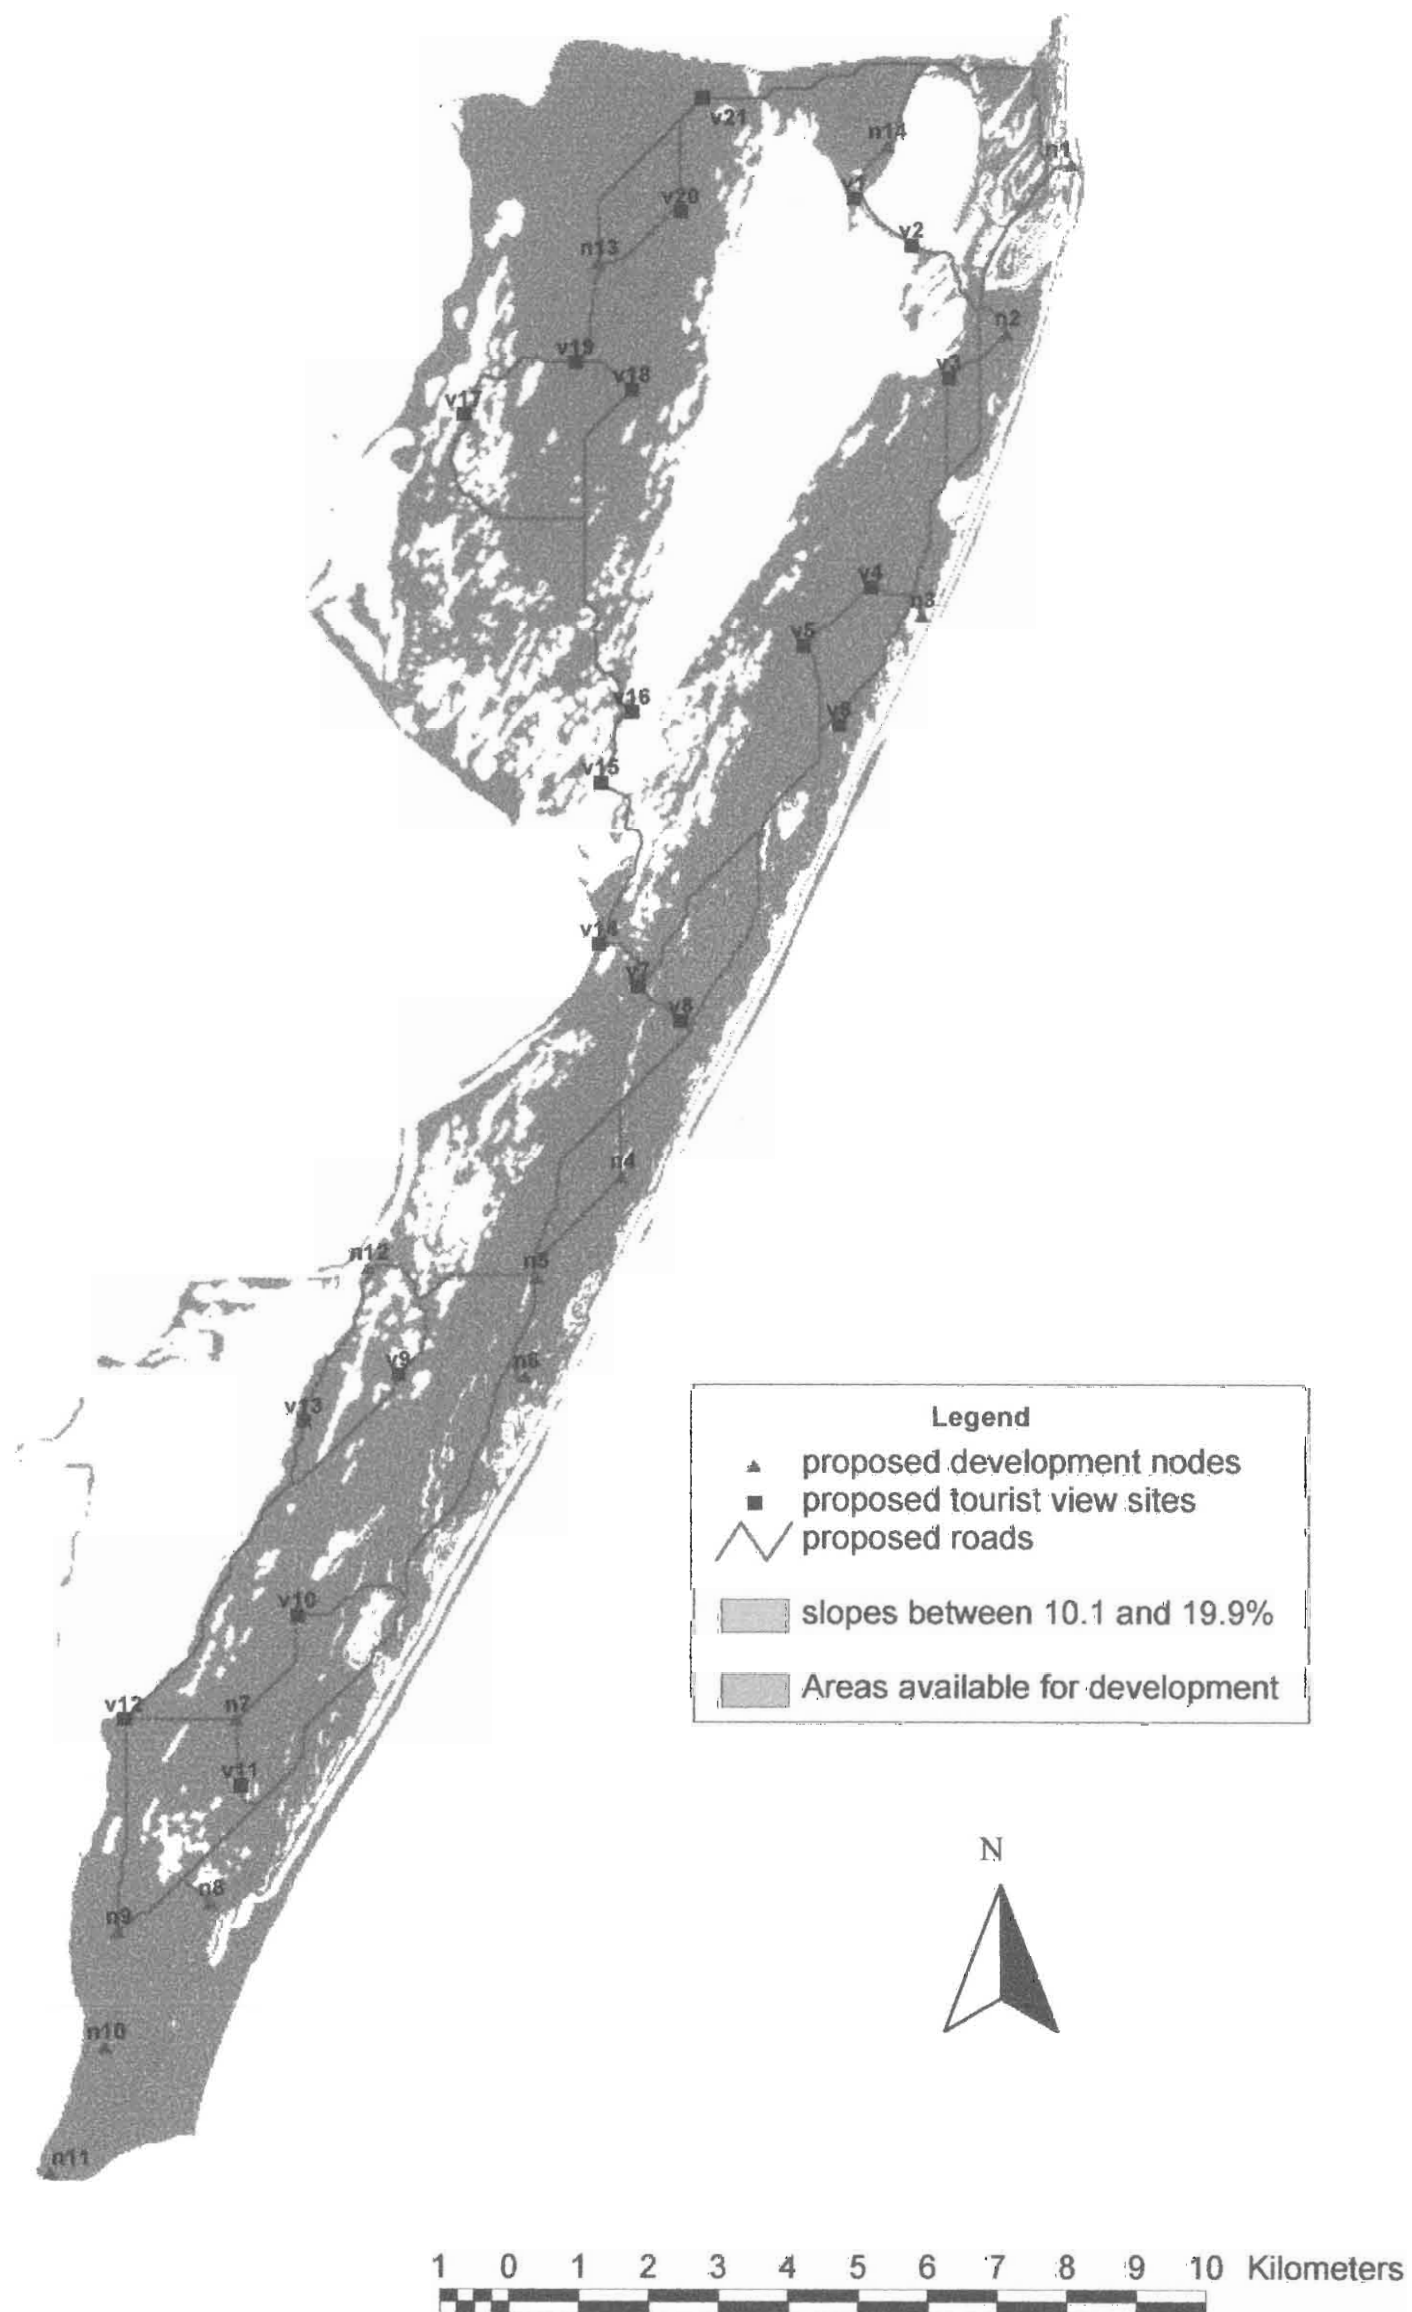 v21
n14
n1
v1
v20
v2
n13
n2
v19
v3
v18
v17
v4
n3
v5
v16
v6
v15
v14
v7
v8
n4
n12
n5
v9
n6
v13
Legend
proposed development nodes
proposed tourist view sites
proposed roads
v10
slopes between 10.1 and 19.9%
Areas available for development
v12
n7
v11
N
n8
n9
n10
n11
1 0 1 2 3 4 5 6 7 8 9 10 Kilometers